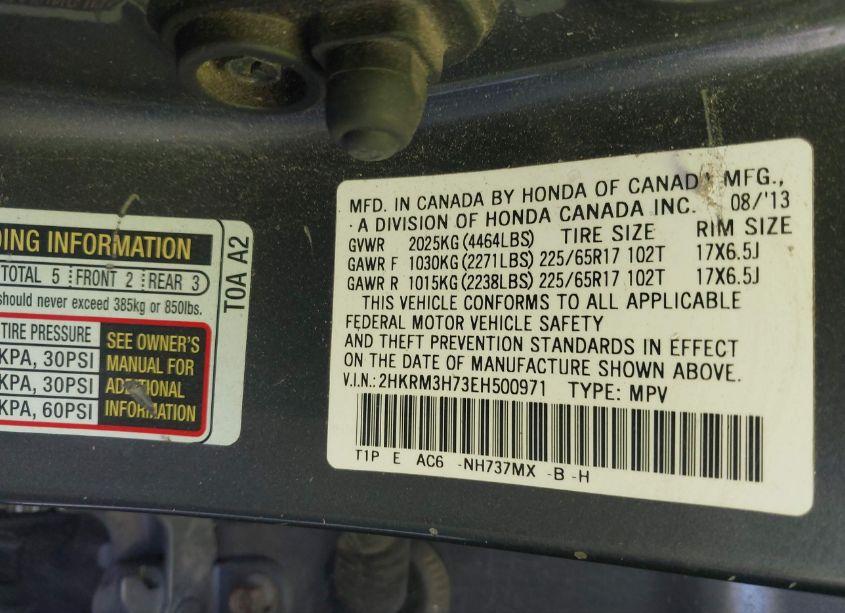 DING INFORMATION
TOTAL 5 FRONT 2 REAR 3
should never exceed 385kg or 850lbs.
TIRE PRESSURE
KPA, 30PSI
KPA, 30PSI
KPA, 60PSI
SEE OWNER'S
MANUAL FOR
ADDITIONAL
INFORMATION
T0A A2
MFD. IN CANADA BY HONDA OF CANADA MFG.,
A DIVISION OF HONDA CANADA INC. 08/'13
GVWR 2025KG(4464LBS) TIRE SIZE RIM SIZE
GAWR F 1030KG(2271LBS) 225/65R17 102T 17X6.5J
GAWR R 1015KG(2238LBS) 225/65R17 102T 17X6.5J
THIS VEHICLE CONFORMS TO ALL APPLICABLE
FEDERAL MOTOR VEHICLE SAFETY
AND THEFT PREVENTION STANDARDS IN EFFECT
ON THE DATE OF MANUFACTURE SHOWN ABOVE.
V.I.N.: 2HKRM3H73EH500971 TYPE: MPV
T1P E AC6 -NH737MX -B -H